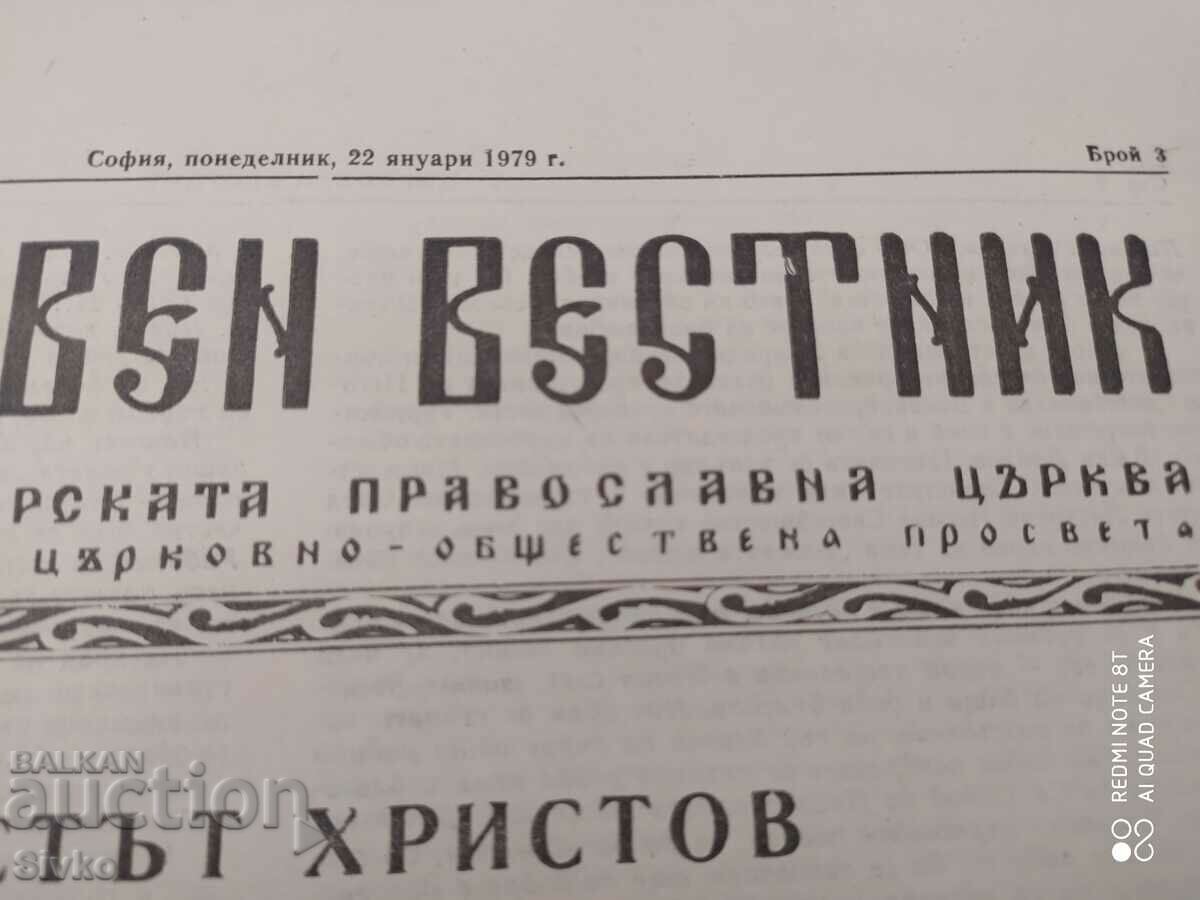 София, понеделник, 22 януари 1979 г. Брой 3
ВЕН ВЕСТНИК
РСКАТА ПРАВОСЛАВНА ЦЪРКВА
ЦЪРКОВНО-ОБЩЕСТВЕНА ПРОСВЕТА
СТЪТ ХРИСТОВ
BALKAN
auction
Sivko
REDMI NOTE 8T
AI QUAD CAMERA